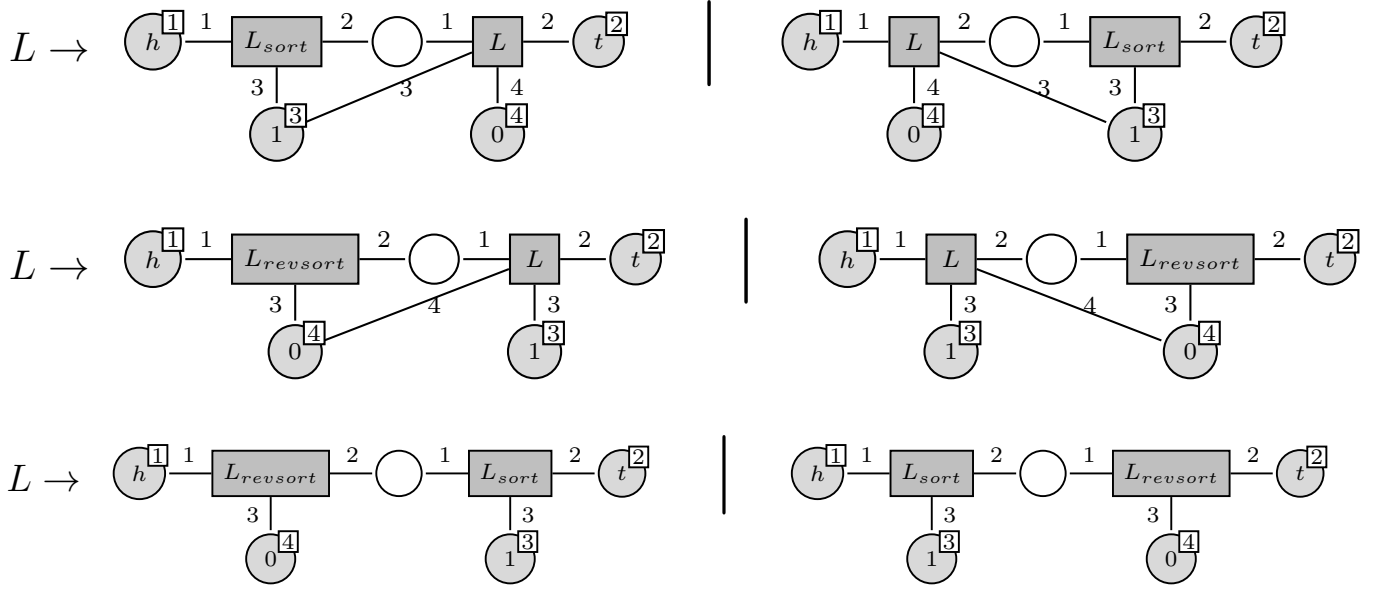 1 1 2 1 2 2 1 1 2 1 2 2
L → h L_sort L t h L L_sort t
3 3 4 4 3 3
3 4 4 3
1 0 0 1
1 1 2 1 2 2 1 1 2 1 2 2
L → h L_revsort L t h L L_revsort t
3 4 3 3 4 3
4 3 3 4
0 1 1 0
1 1 2 1 2 2 1 1 2 1 2 2
L → h L_revsort L_sort t h L_sort L_revsort t
3 3 3 3
4 3 3 4
0 1 1 0